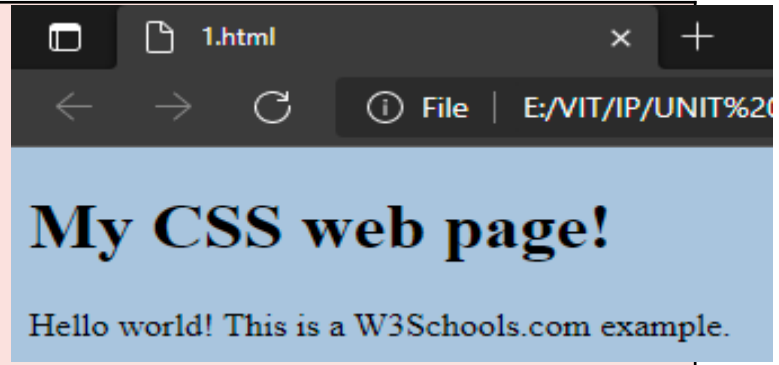 1.html
File E:/VIT/IP/UNIT%20
My CSS web page!
Hello world! This is a W3Schools.com example.